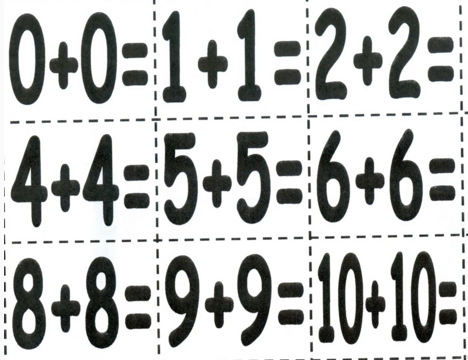 0+0= 1+1= 2+2=
4+4= 5+5= 6+6=
8+8= 9+9= 10+10=